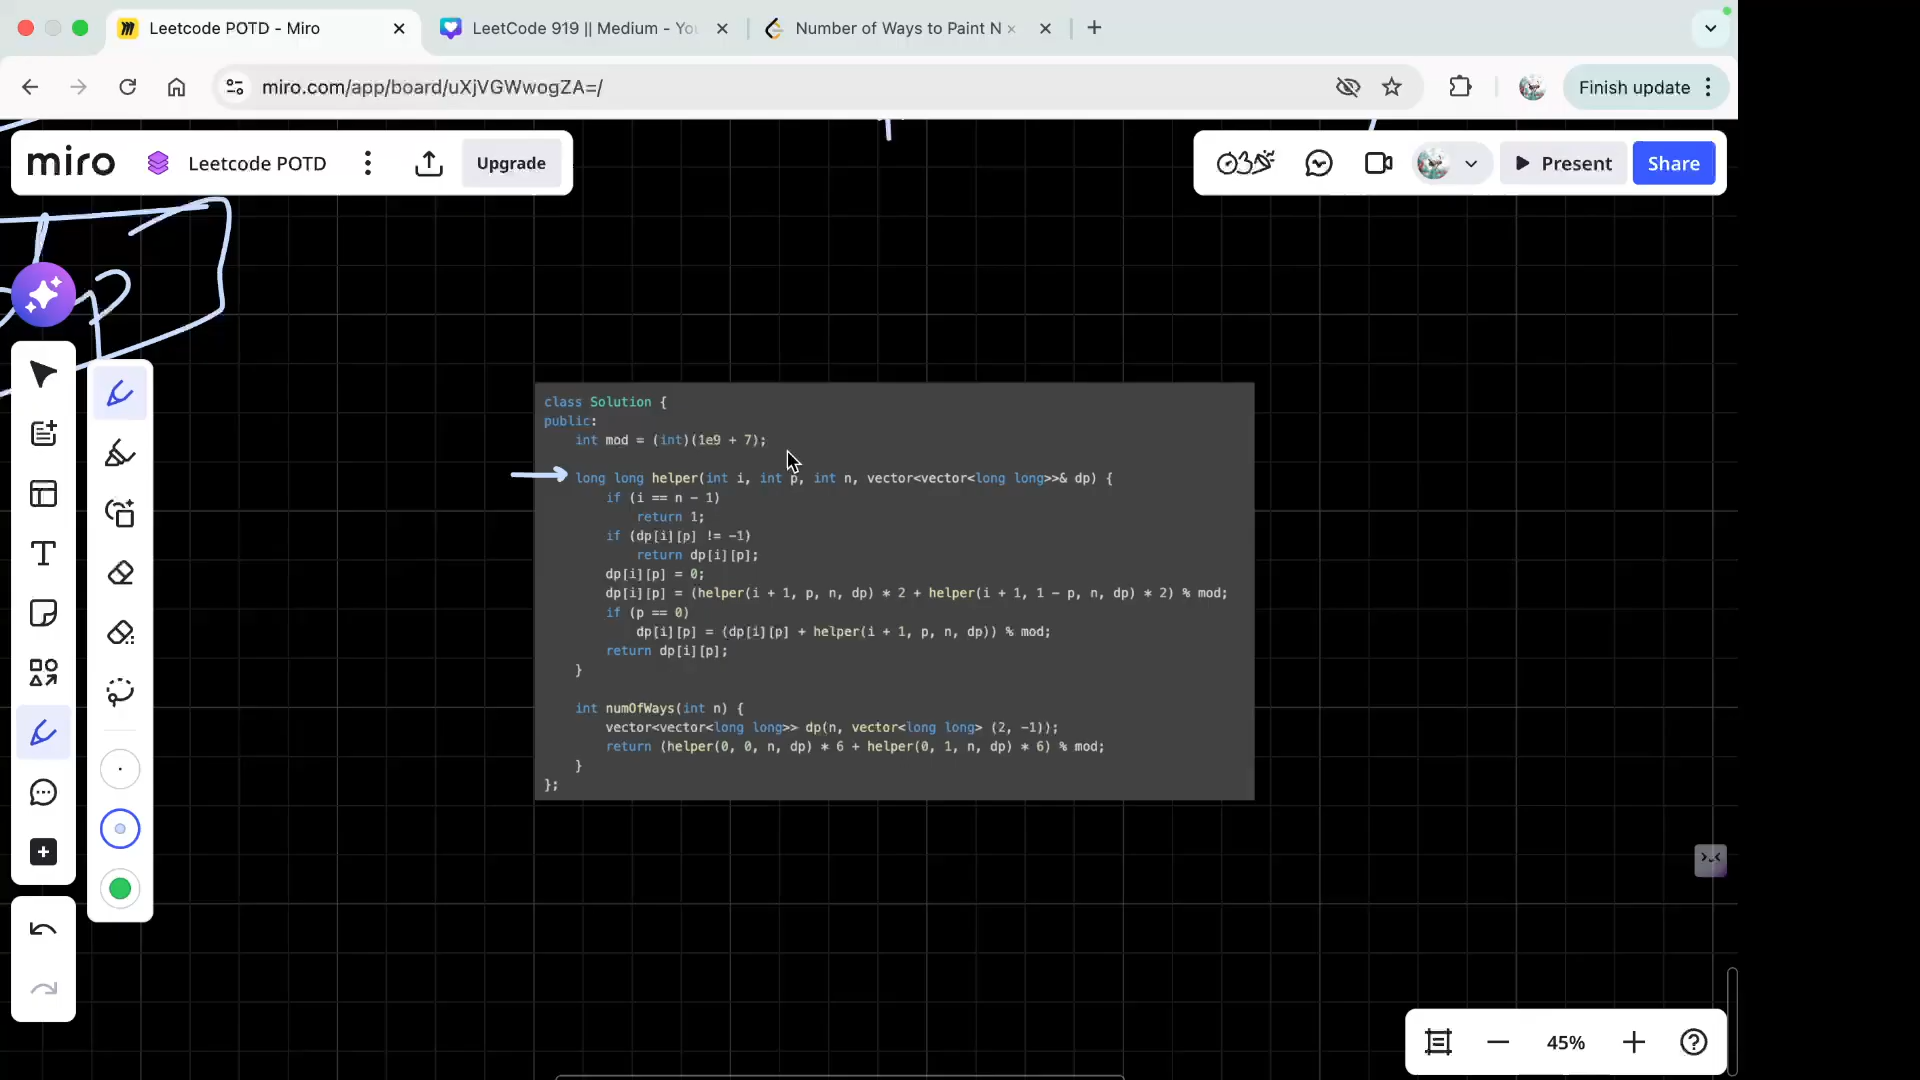 Leetcode POTD - Miro
LeetCode 919 || Medium - Yo
Number of Ways to Paint N ×
miro.com/app/board/uXjVGWwogZA=/
Finish update
miro
Leetcode POTD
Upgrade
Present
Share
class Solution {
public:
    int mod = (int)(1e9 + 7);
    long long helper(int i, int p, int n, vector<vector<long long>>& dp) {
        if (i == n - 1)
            return 1;
        if (dp[i][p] != -1)
            return dp[i][p];
        dp[i][p] = 0;
        dp[i][p] = (helper(i + 1, p, n, dp) * 2 + helper(i + 1, 1 - p, n, dp) * 2) % mod;
        if (p == 0)
            dp[i][p] = (dp[i][p] + helper(i + 1, p, n, dp)) % mod;
        return dp[i][p];
    }
    int numOfWays(int n) {
        vector<vector<long long>> dp(n, vector<long long> (2, -1));
        return (helper(0, 0, n, dp) * 6 + helper(0, 1, n, dp) * 6) % mod;
    }
};
45%